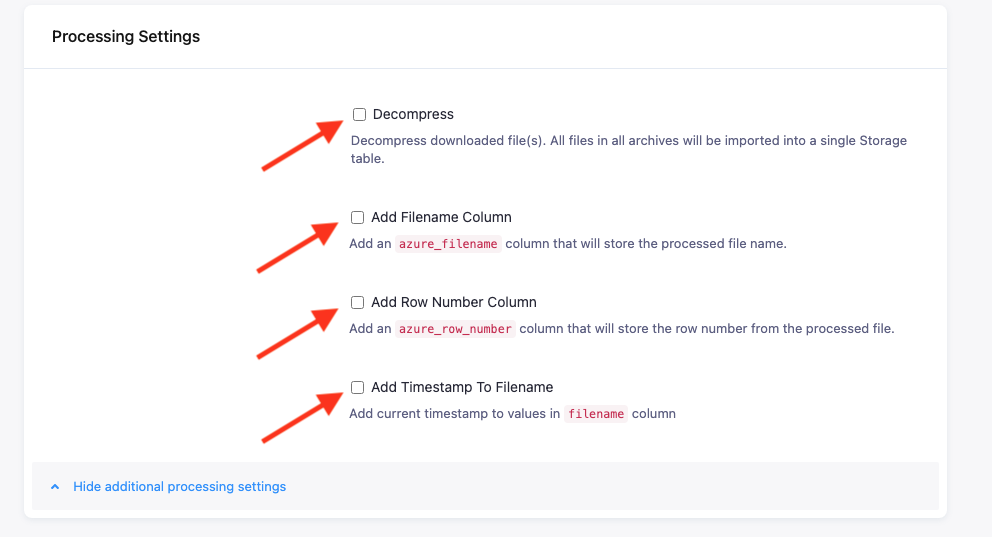 Processing Settings
Decompress
Decompress downloaded file(s). All files in all archives will be imported into a single Storage
table.
Add Filename Column
Add an azure_filename column that will store the processed file name.
Add Row Number Column
Add an azure_row_number column that will store the row number from the processed file.
Add Timestamp To Filename
Add current timestamp to values in filename column
Hide additional processing settings